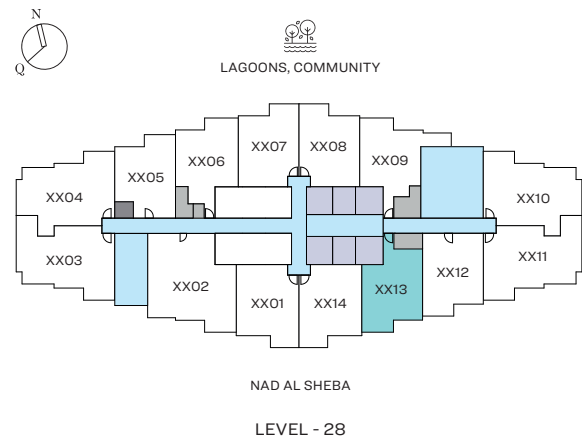 N
Q
LAGOONS, COMMUNITY
XX07
XX08
XX06
XX09
XX05
XX04
XX10
XX03
XX11
XX02
XX12
XX13
XX01
XX14
NAD AL SHEBA
LEVEL - 28